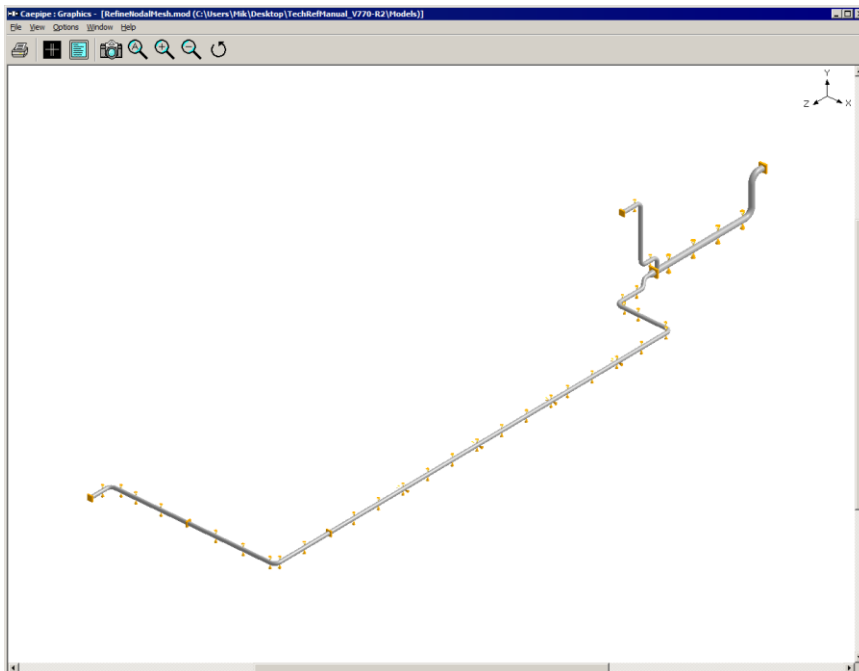 Caepipe : Graphics - [RefineNodalMesh.mod (C:\Users\Mik\Desktop\TechRefManual_V770-R2\Models)]
File View Options Window Help
A
Y
Z X